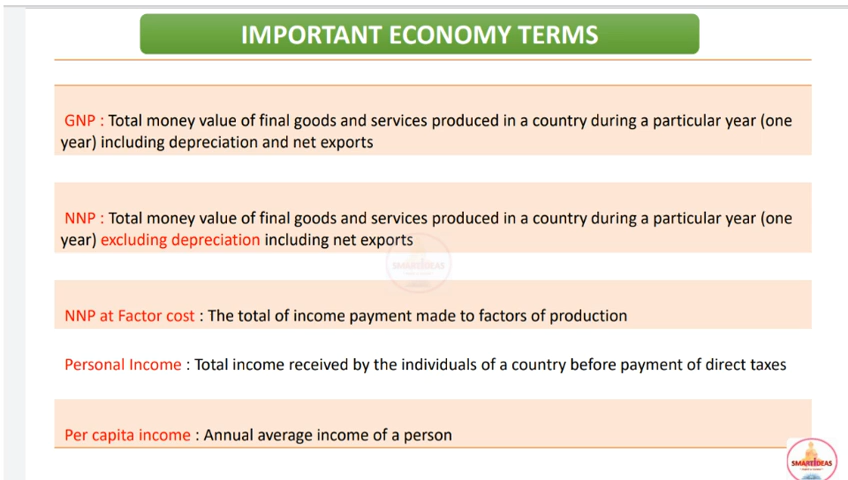 IMPORTANT ECONOMY TERMS
GNP : Total money value of final goods and services produced in a country during a particular year (one
year) including depreciation and net exports
NNP : Total money value of final goods and services produced in a country during a particular year (one
year) excluding depreciation including net exports
SMARTIDEAS
NNP at Factor cost : The total of income payment made to factors of production
Personal Income : Total income received by the individuals of a country before payment of direct taxes
Per capita income : Annual average income of a person
SMARTIDEAS